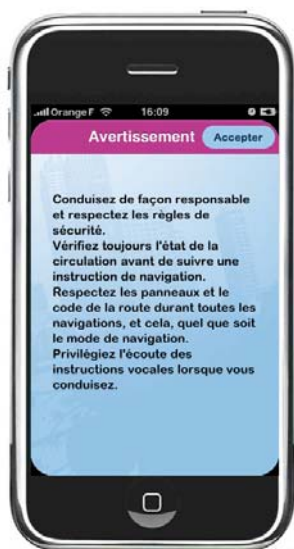 Orange F 16:09
Avertissement Accepter
Conduisez de façon responsable
et respectez les règles de
sécurité.
Vérifiez toujours l'état de la
circulation avant de suivre une
instruction de navigation.
Respectez les panneaux et le
code de la route durant toutes les
navigations, et cela, quel que soit
le mode de navigation.
Privilégiez l'écoute des
instructions vocales lorsque vous
conduisez.